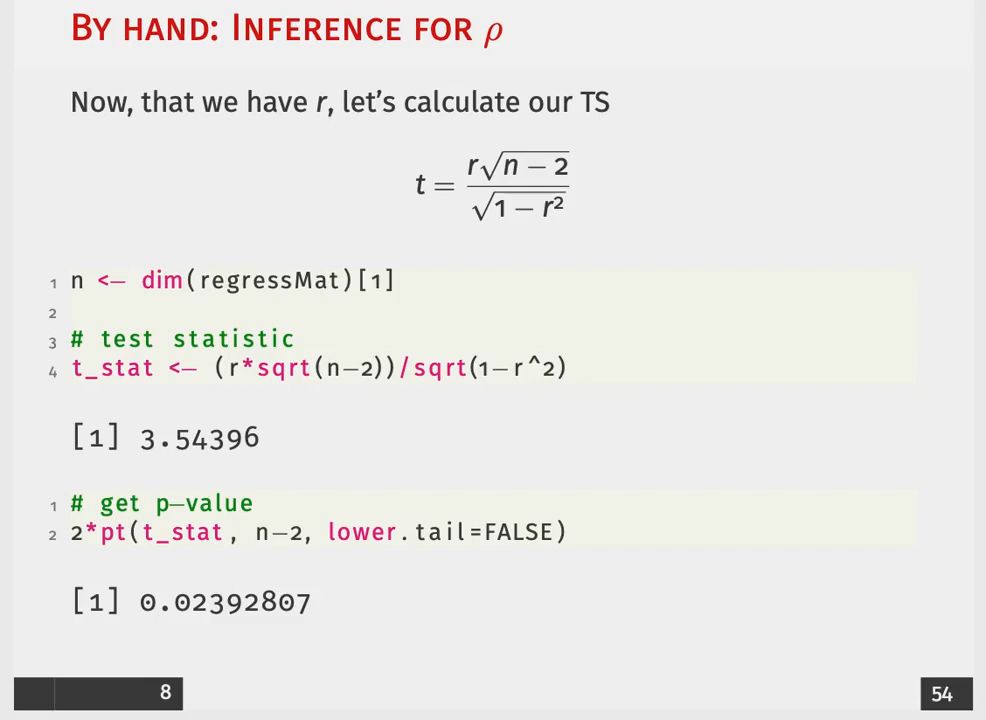 BY HAND: INFERENCE FOR ρ
Now, that we have r, let's calculate our TS
t = r√n − 2 / √1 − r²
1 n <− dim(regressMat)[1]
2
3 # test statistic
4 t_stat <− (r*sqrt(n−2))/sqrt(1−r^2)
[1] 3.54396
1 # get p−value
2 2*pt(t_stat, n−2, lower.tail=FALSE)
[1] 0.02392807
8
54